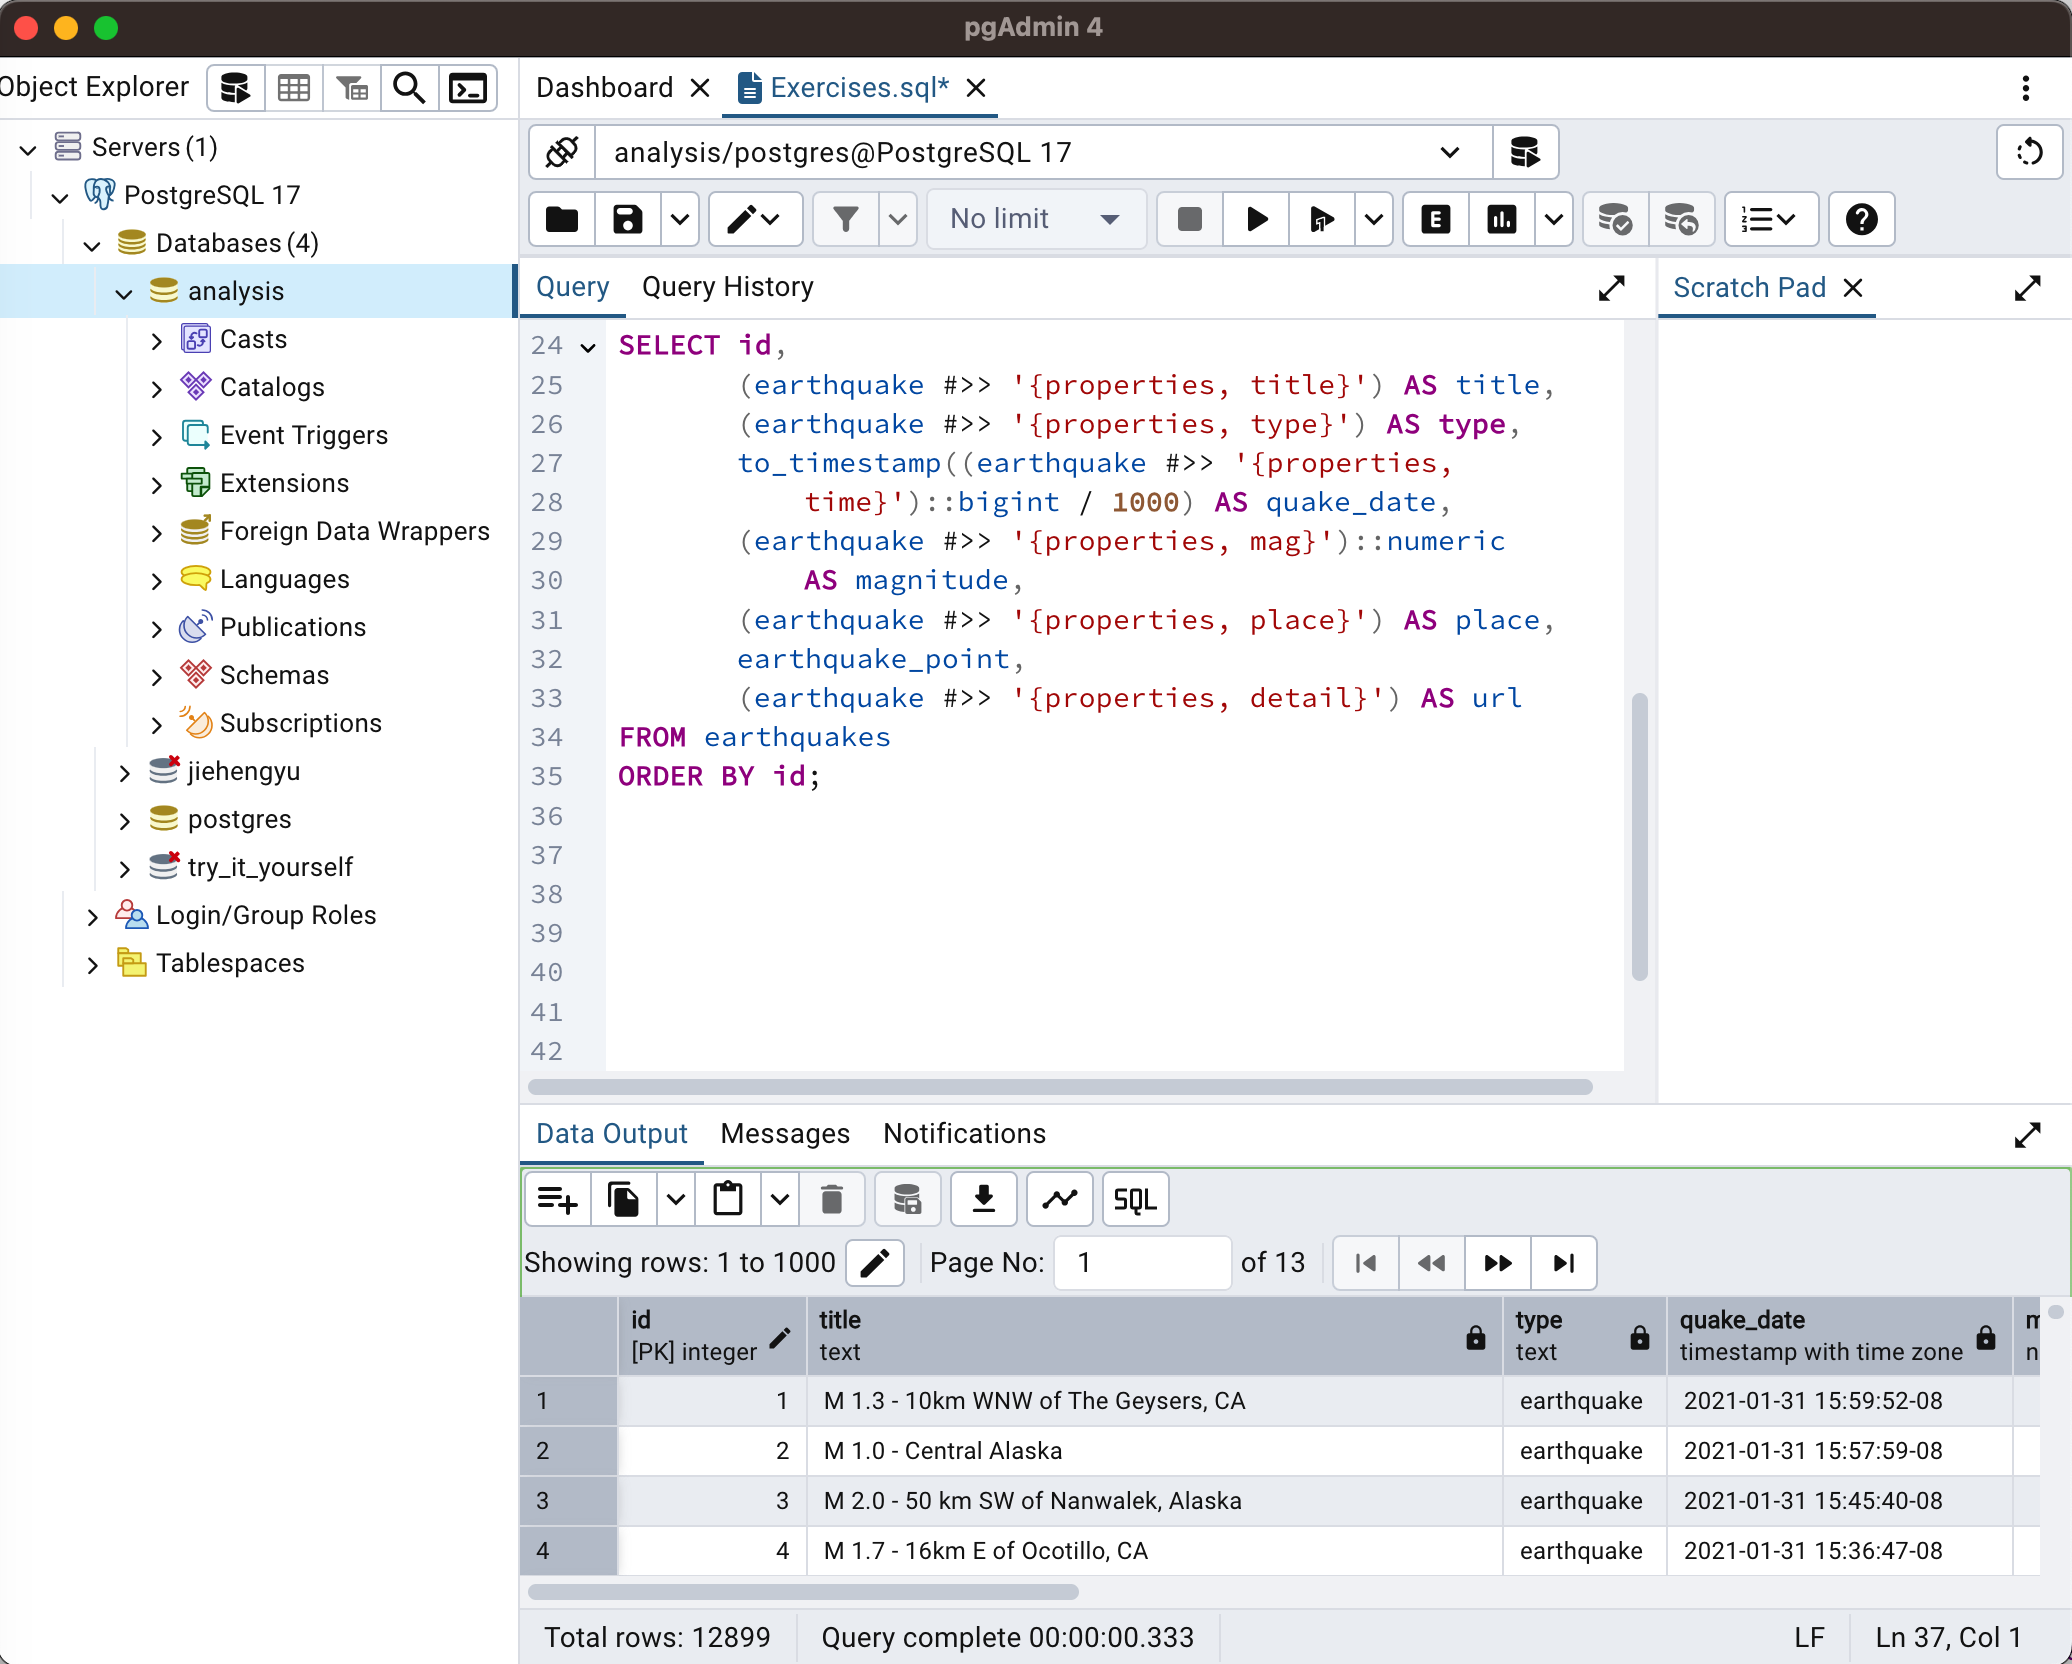 pgAdmin 4
Object Explorer
Dashboard
Exercises.sql*
Servers (1)
PostgreSQL 17
Databases (4)
analysis
Casts
Catalogs
Event Triggers
Extensions
Foreign Data Wrappers
Languages
Publications
Schemas
Subscriptions
jiehengyu
postgres
try_it_yourself
Login/Group Roles
Tablespaces
analysis/postgres@PostgreSQL 17
No limit
E
Query
Query History
Scratch Pad
24 SELECT id,
25 (earthquake #>> '{properties, title}') AS title,
26 (earthquake #>> '{properties, type}') AS type,
27 to_timestamp((earthquake #>> '{properties,
28 time}')::bigint / 1000) AS quake_date,
29 (earthquake #>> '{properties, mag}')::numeric
30 AS magnitude,
31 (earthquake #>> '{properties, place}') AS place,
32 earthquake_point,
33 (earthquake #>> '{properties, detail}') AS url
34 FROM earthquakes
35 ORDER BY id;
36
37
38
39
40
41
42
Data Output Messages Notifications
SQL
Showing rows: 1 to 1000 Page No: 1 of 13
id title type quake_date m
[PK] integer text text timestamp with time zone n
1 1 M 1.3 - 10km WNW of The Geysers, CA earthquake 2021-01-31 15:59:52-08
2 2 M 1.0 - Central Alaska earthquake 2021-01-31 15:57:59-08
3 3 M 2.0 - 50 km SW of Nanwalek, Alaska earthquake 2021-01-31 15:45:40-08
4 4 M 1.7 - 16km E of Ocotillo, CA earthquake 2021-01-31 15:36:47-08
Total rows: 12899 Query complete 00:00:00.333 LF Ln 37, Col 1